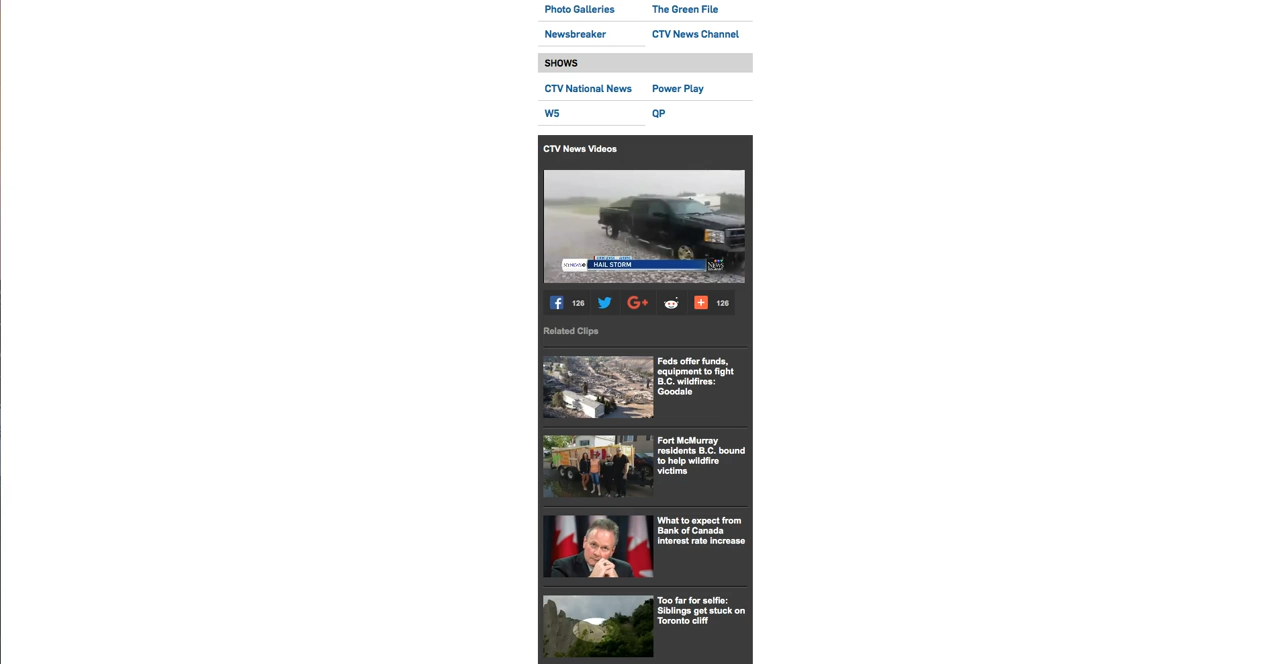 Photo Galleries
The Green File
Newsbreaker
CTV News Channel
SHOWS
CTV National News
Power Play
W5
QP
CTV News Videos
HAIL STORM
NEWS
126
126
Related Clips
Feds offer funds,
equipment to fight
B.C. wildfires:
Goodale
Fort McMurray
residents B.C. bound
to help wildfire
victims
What to expect from
Bank of Canada
interest rate increase
Too far for selfie:
Siblings get stuck on
Toronto cliff